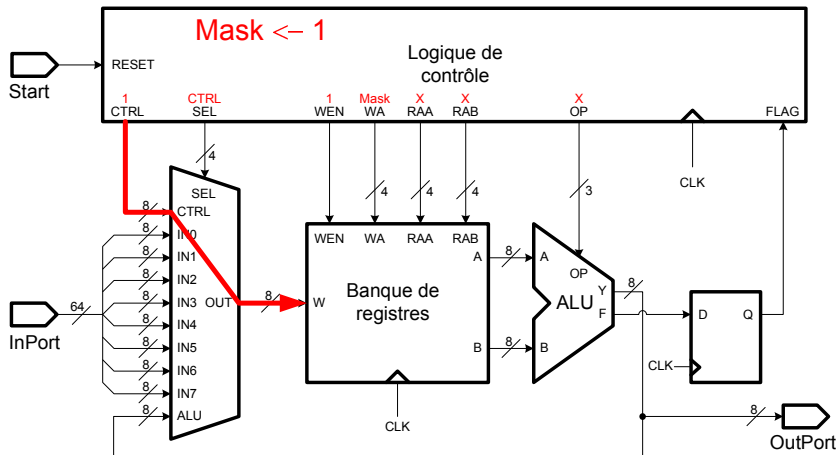 Mask <– 1
Logique de
contrôle
RESET
Start
1 CTRL 1 Mask X X X
CTRL SEL WEN WA RAA RAB OP FLAG
4 4 4 4 3 CLK
SEL
8 CTRL
8 IN0
8 IN1
8 IN2
8 IN3
8 IN4
8 IN5
8 IN6
8 IN7
8 ALU
OUT
64
InPort
8
WEN WA RAA RAB
W
A
B
Banque de
registres
CLK
8
8
A
B
OP
ALU
Y
F
8
D Q
CLK
8
OutPort